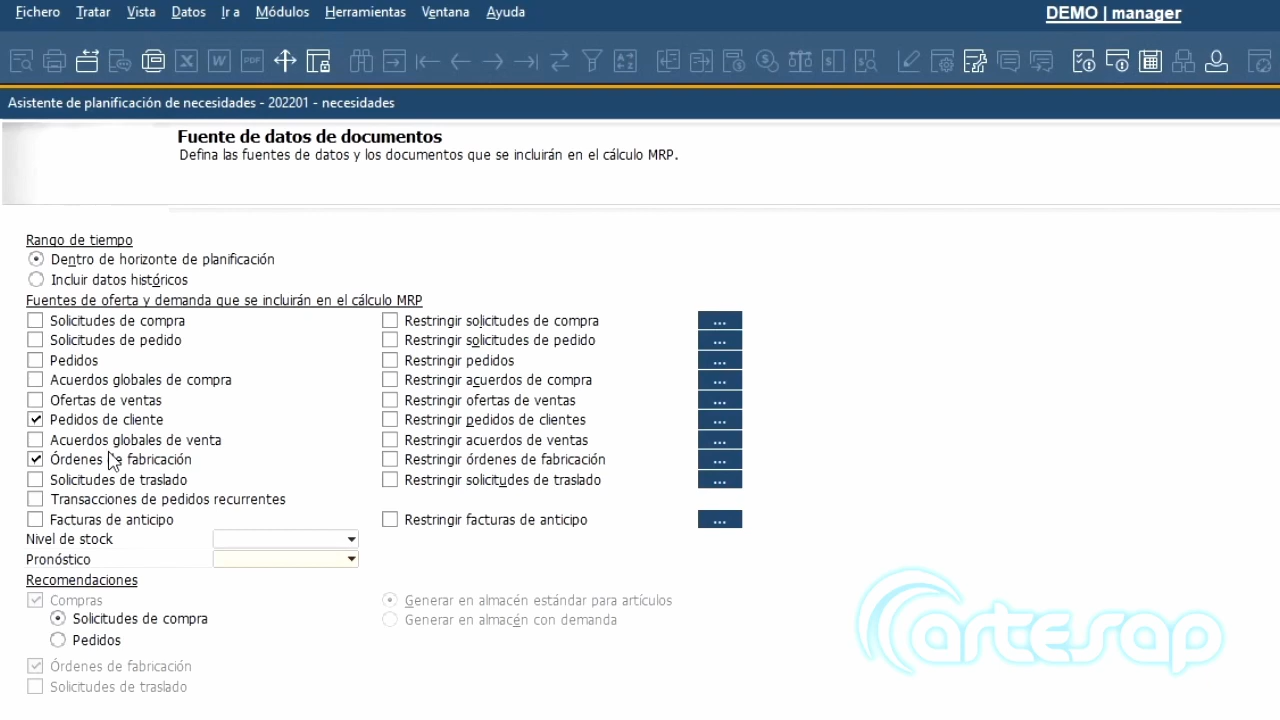 Fichero Tratar Vista Datos Ir a Módulos Herramientas Ventana Ayuda DEMO | manager
Asistente de planificación de necesidades - 202201 - necesidades
Fuente de datos de documentos
Defina las fuentes de datos y los documentos que se incluirán en el cálculo MRP.
Rango de tiempo
Dentro de horizonte de planificación
Incluir datos históricos
Fuentes de oferta y demanda que se incluirán en el cálculo MRP
Solicitudes de compra Restringir solicitudes de compra ...
Solicitudes de pedido Restringir solicitudes de pedido ...
Pedidos Restringir pedidos ...
Acuerdos globales de compra Restringir acuerdos de compra ...
Ofertas de ventas Restringir ofertas de ventas ...
Pedidos de cliente Restringir pedidos de clientes ...
Acuerdos globales de venta Restringir acuerdos de ventas ...
Órdenes de fabricación Restringir órdenes de fabricación ...
Solicitudes de traslado Restringir solicitudes de traslado ...
Transacciones de pedidos recurrentes
Facturas de anticipo Restringir facturas de anticipo ...
Nivel de stock
Pronóstico
Recomendaciones
Compras Generar en almacén estándar para artículos
Solicitudes de compra Generar en almacén con demanda
Pedidos
Órdenes de fabricación
Solicitudes de traslado
artesap